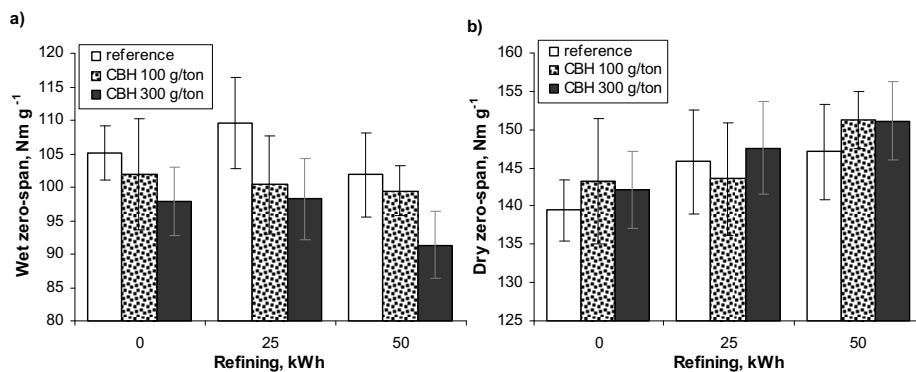 a)
120
115
110
105
100
95
90
85
80
Wet zero-span, Nm g⁻¹
reference
CBH 100 g/ton
CBH 300 g/ton
0 25 50
Refining, kWh
b)
160
155
150
145
140
135
130
125
Dry zero-span, Nm g⁻¹
reference
CBH 100 g/ton
CBH 300 g/ton
0 25 50
Refining, kWh